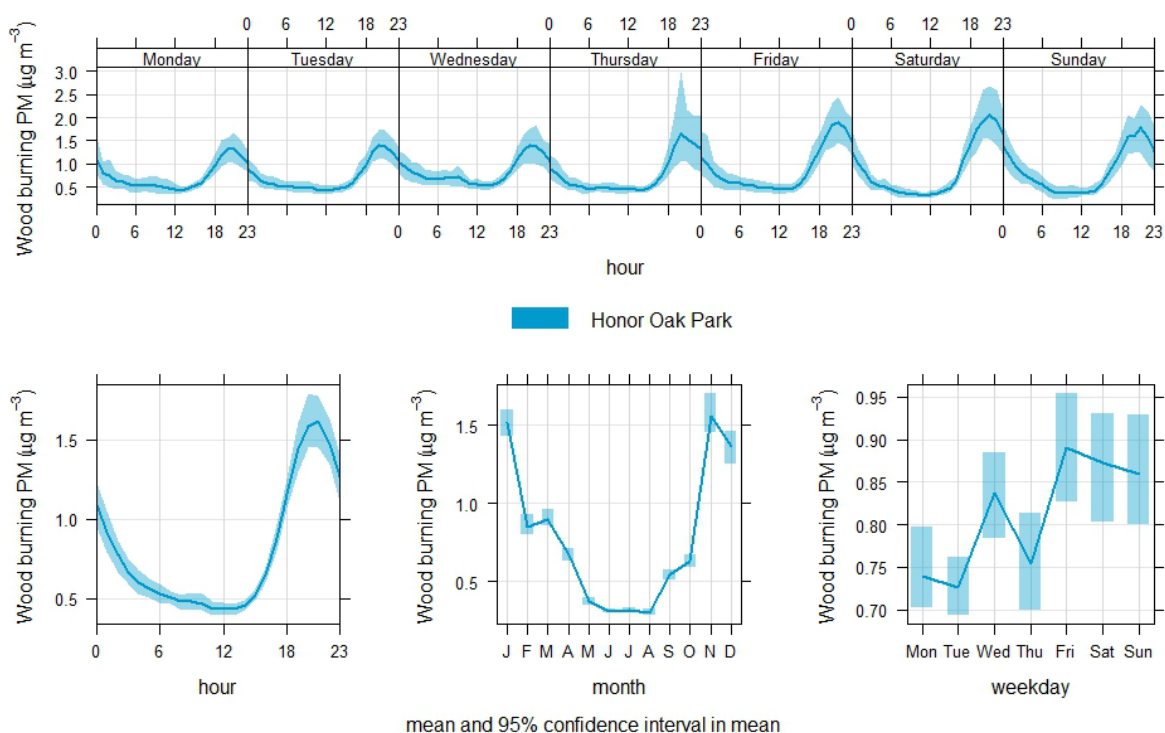 0 6 12 18 23 0 6 12 18 23 0 6 12 18 23
Monday Tuesday Wednesday Thursday Friday Saturday Sunday
Wood burning PM (µg m⁻³)
3.0
2.5
2.0
1.5
1.0
0.5
0 6 12 18 23 0 6 12 18 23 0 6 12 18 23 0 6 12 18 23
hour
Honor Oak Park
Wood burning PM (µg m⁻³)
1.5
1.0
0.5
0 6 12 18 23
hour
Wood burning PM (µg m⁻³)
1.5
1.0
0.5
J F M A M J J A S O N D
month
Wood burning PM (µg m⁻³)
0.95
0.90
0.85
0.80
0.75
0.70
Mon Tue Wed Thu Fri Sat Sun
weekday
mean and 95% confidence interval in mean